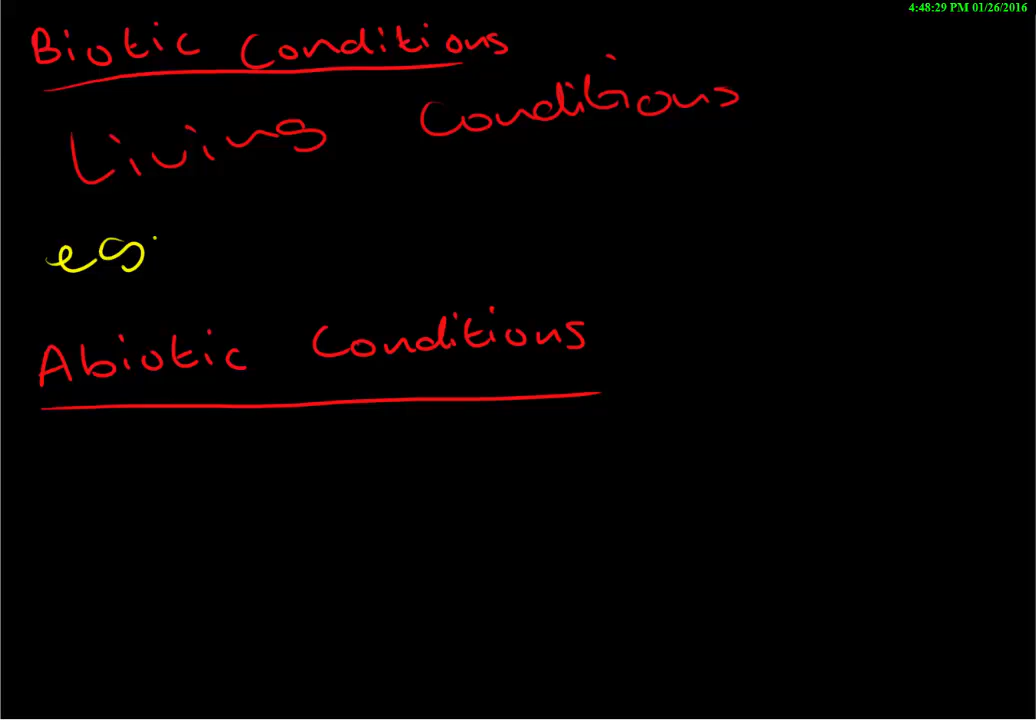 4:48:29 PM 01/26/2016
Biotic Conditions
Living Conditions
eg.
Abiotic Conditions